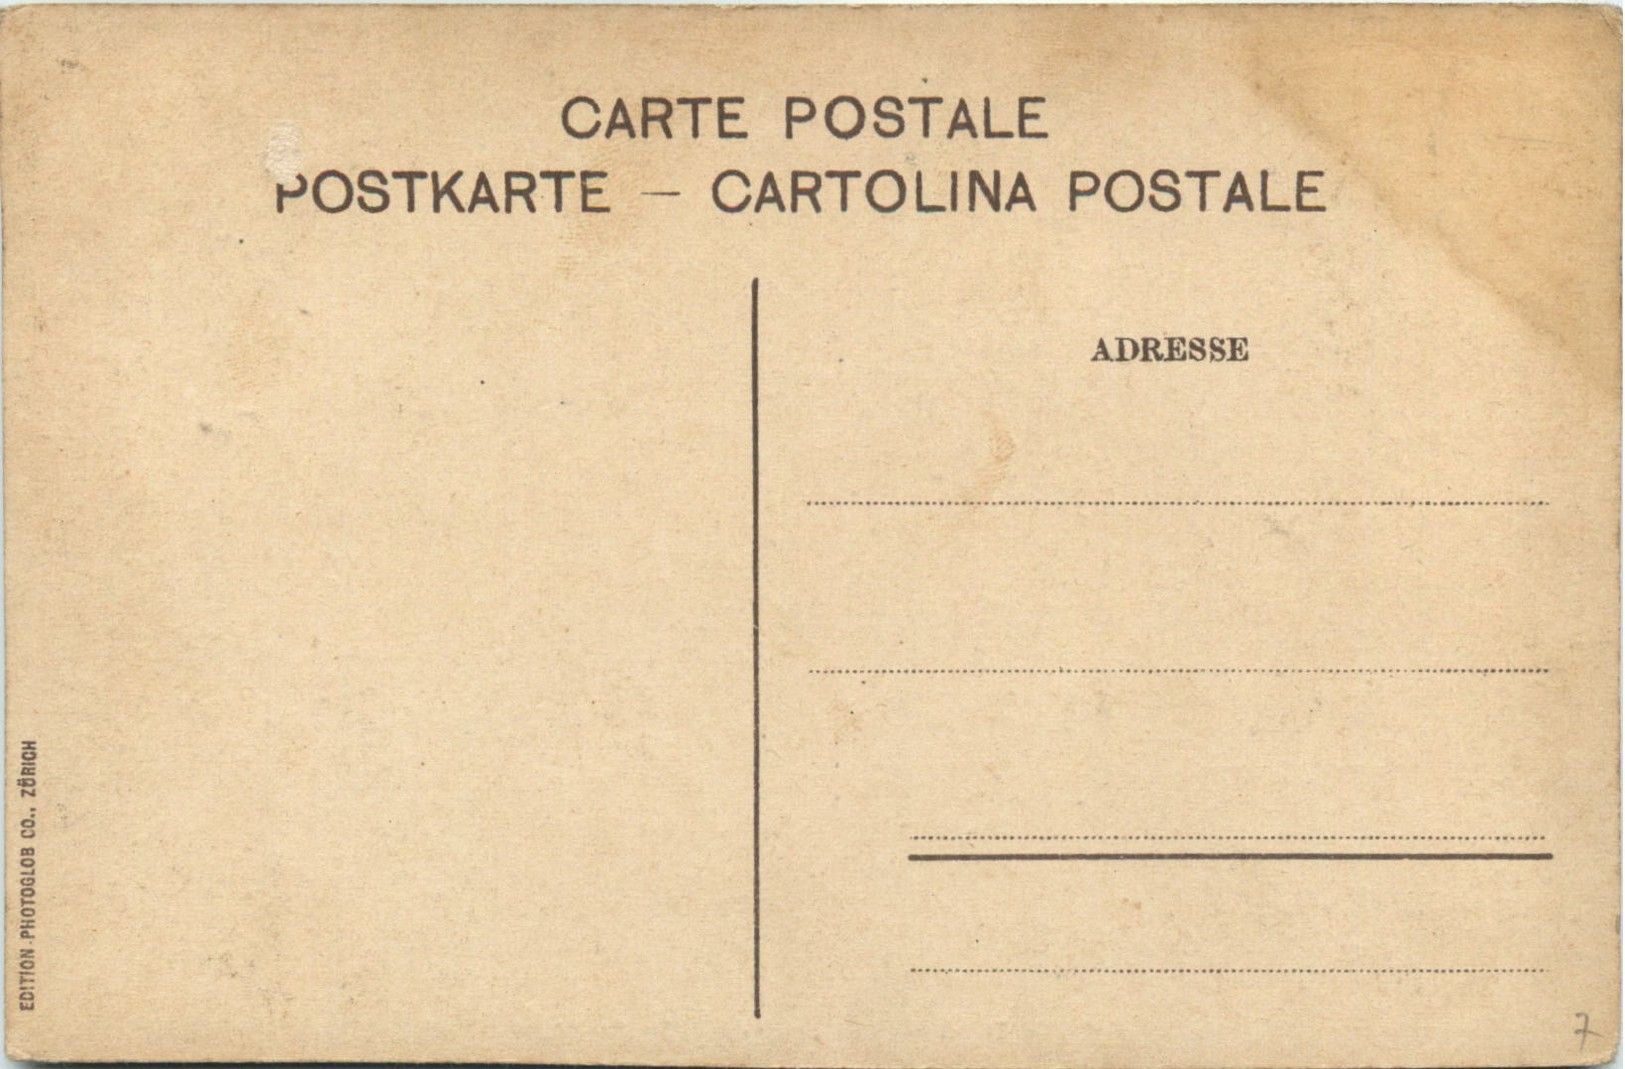 CARTE POSTALE
POSTKARTE — CARTOLINA POSTALE
ADRESSE
EDITION PHOTOGLOB CO., ZÜRICH
7